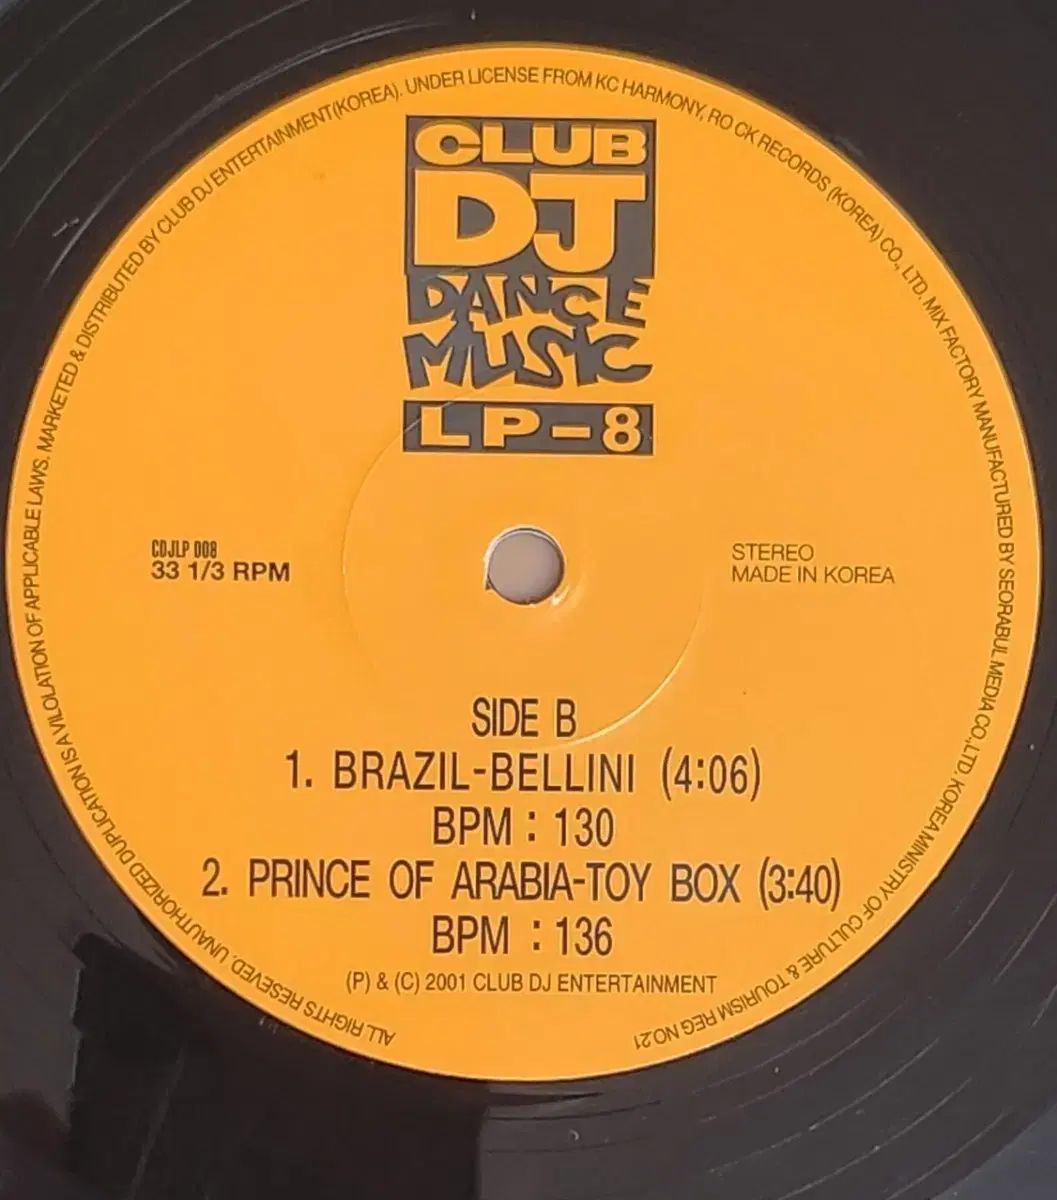 CLUB
DJ
DANCE
MUSIC
LP-8
CDJLP 008
33 1/3 RPM
STEREO
MADE IN KOREA
SIDE B
1. BRAZIL-BELLINI (4:06)
BPM : 130
2. PRINCE OF ARABIA-TOY BOX (3:40)
BPM : 136
(P) & (C) 2001 CLUB DJ ENTERTAINMENT
ALL RIGHTS RESEVED. UNAUTHORIZED DUPLICATION IS A VILOLATION OF APPLICABLE LAWS. MARKETED & DISTRIBUTED BY CLUB DJ ENTERTAINMENT(KOREA). UNDER LICENSE FROM KC HARMONY, RO CK RECORDS (KOREA) CO., LTD. MIX FACTORY MANUFACTURED BY SEORABUL MEDIA CO.,LTD. KOREA MINISTRY OF CULTURE & TOURISM REG NO.21